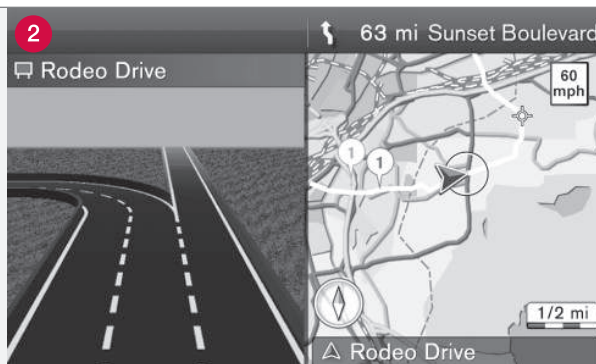 2
63 mi Sunset Boulevard
Rodeo Drive
60
mph
1
1
1/2 mi
Rodeo Drive